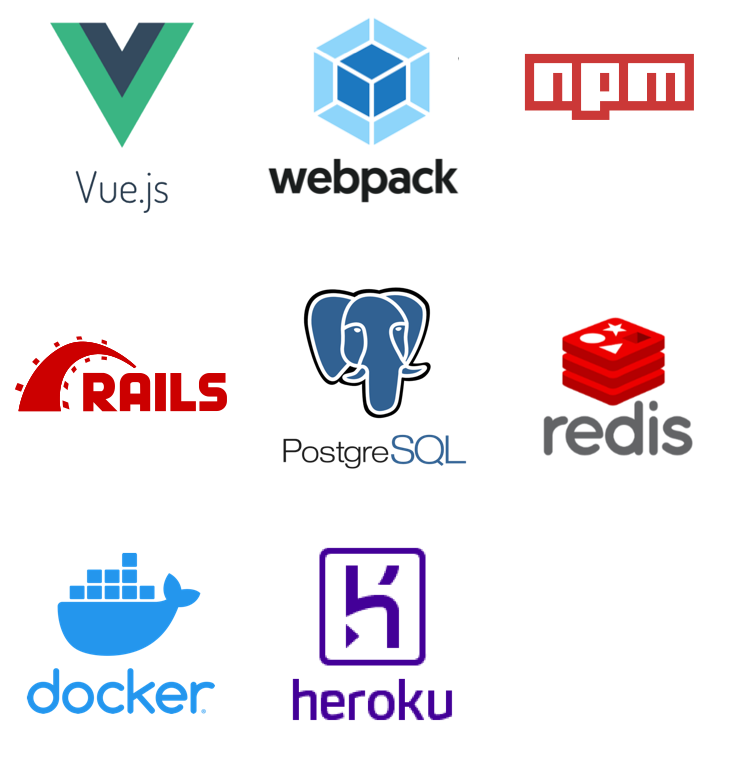 Vue.js
webpack
npm
RAILS
PostgreSQL
redis
docker
heroku